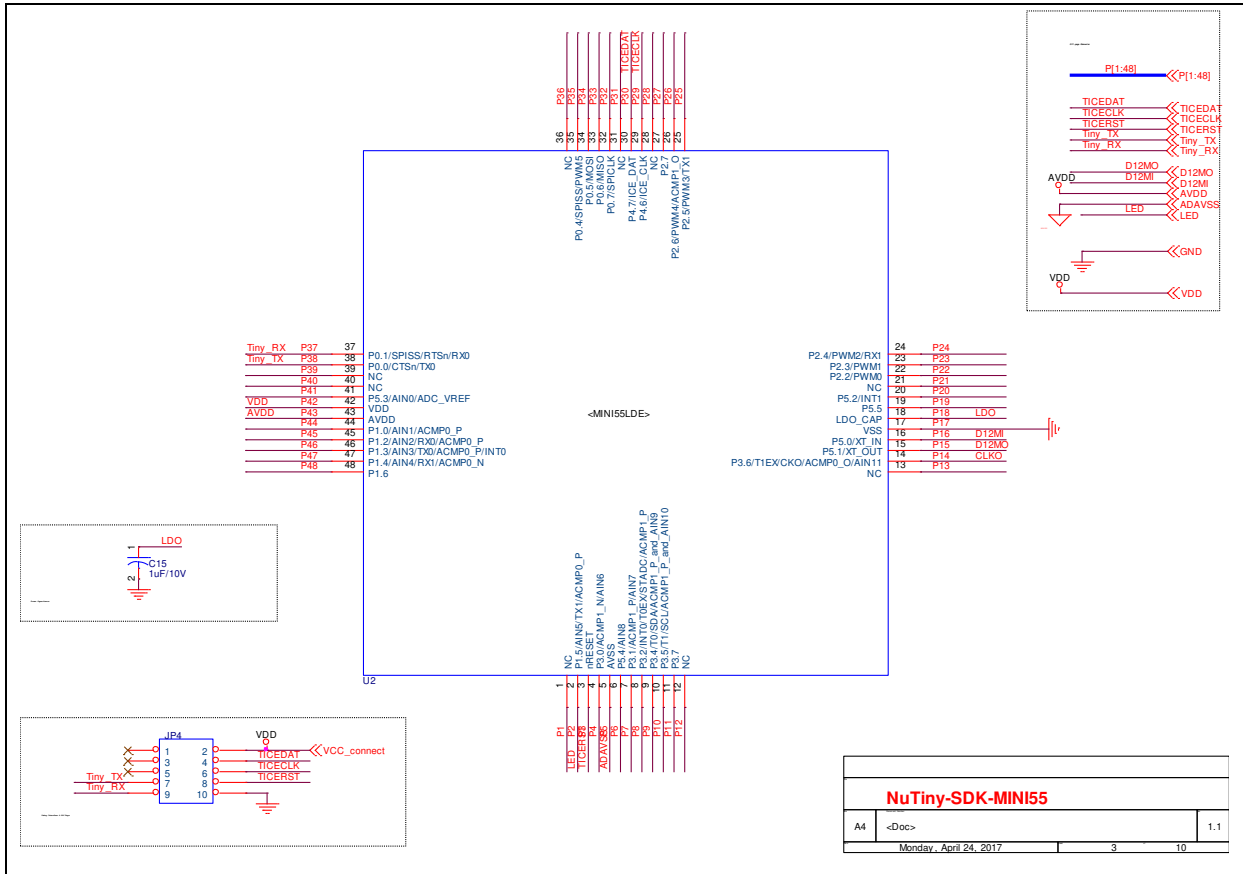 TICEDAT
TICECLK
P36
P35
P34
P33
P32
P31
P30
P29
P28
P27
P26
P25
36
35
34
33
32
31
30
29
28
27
26
25
NC
P0.4/SPISS/PWM5
P0.5/MOSI
P0.6/MISO
P0.7/SPICLK
NC
P4.7/ICE_DAT
P4.6/ICE_CLK
NC
P2.7
P2.6/PWM4/ACMP1_O
P2.5/PWM3/TX1
P[1:48]
P[1:48]
TICEDAT
TICEDAT
TICECLK
TICECLK
TICERST
TICERST
Tiny_TX
Tiny_TX
Tiny_RX
Tiny_RX
D12MO
D12MO
D12MI
D12MI
AVDD
AVDD
ADAVSS
LED
LED
GND
VDD
VDD
Tiny_RX P37 37 P0.1/SPISS/RTSn/RX0
Tiny_TX P38 38 P0.0/CTSn/TX0
P39 39 NC
P40 40 NC
P41 41 P5.3/AIN0/ADC_VREF
VDD P42 42 VDD
AVDD P43 43 AVDD
P44 44 P1.0/AIN1/ACMP0_P
P45 45 P1.2/AIN2/RX0/ACMP0_P
P46 46 P1.3/AIN3/TX0/ACMP0_P/INT0
P47 47 P1.4/AIN4/RX1/ACMP0_N
P48 48 P1.6
<MINI55LDE>
P2.4/PWM2/RX1 24 P24
P2.3/PWM1 23 P23
P2.2/PWM0 22 P22
NC 21 P21
P5.2/INT1 20 P20
P5.5 19 P19
LDO_CAP 18 P18 LDO
VSS 17 P17
P5.0/XT_IN 16 P16 D12MI
P5.1/XT_OUT 15 P15 D12MO
P3.6/T1EX/CKO/ACMP0_O/AIN11 14 P14 CLKO
NC 13 P13
NC
P1.5/AIN5/TX1/ACMP0_P
nRESET
P3.0/ACMP1_N/AIN6
AVSS
P5.4/AIN8
P3.1/ACMP1_P/AIN7
P3.2/INT0/T0EX/STADC/ACMP1_P
P3.4/T0/SDA/ACMP1_P_and_AIN9
P3.5/T1/SCL/ACMP1_P_and_AIN10
P3.7
NC
U2
1
2
3
4
5
6
7
8
9
10
11
12
P1
P2
P3
P4
P5
P6
P7
P8
P9
P10
P11
P12
LED
TICERST
ADAVSS
LDO
1
2
C15
1uF/10V
JP4
VDD
VCC_connect
1 2
3 4 TICEDAT
5 6 TICECLK
Tiny_TX 7 8 TICERST
Tiny_RX 9 10
NuTiny-SDK-MINI55
A4 <Doc> 1.1
Monday, April 24, 2017 3 10